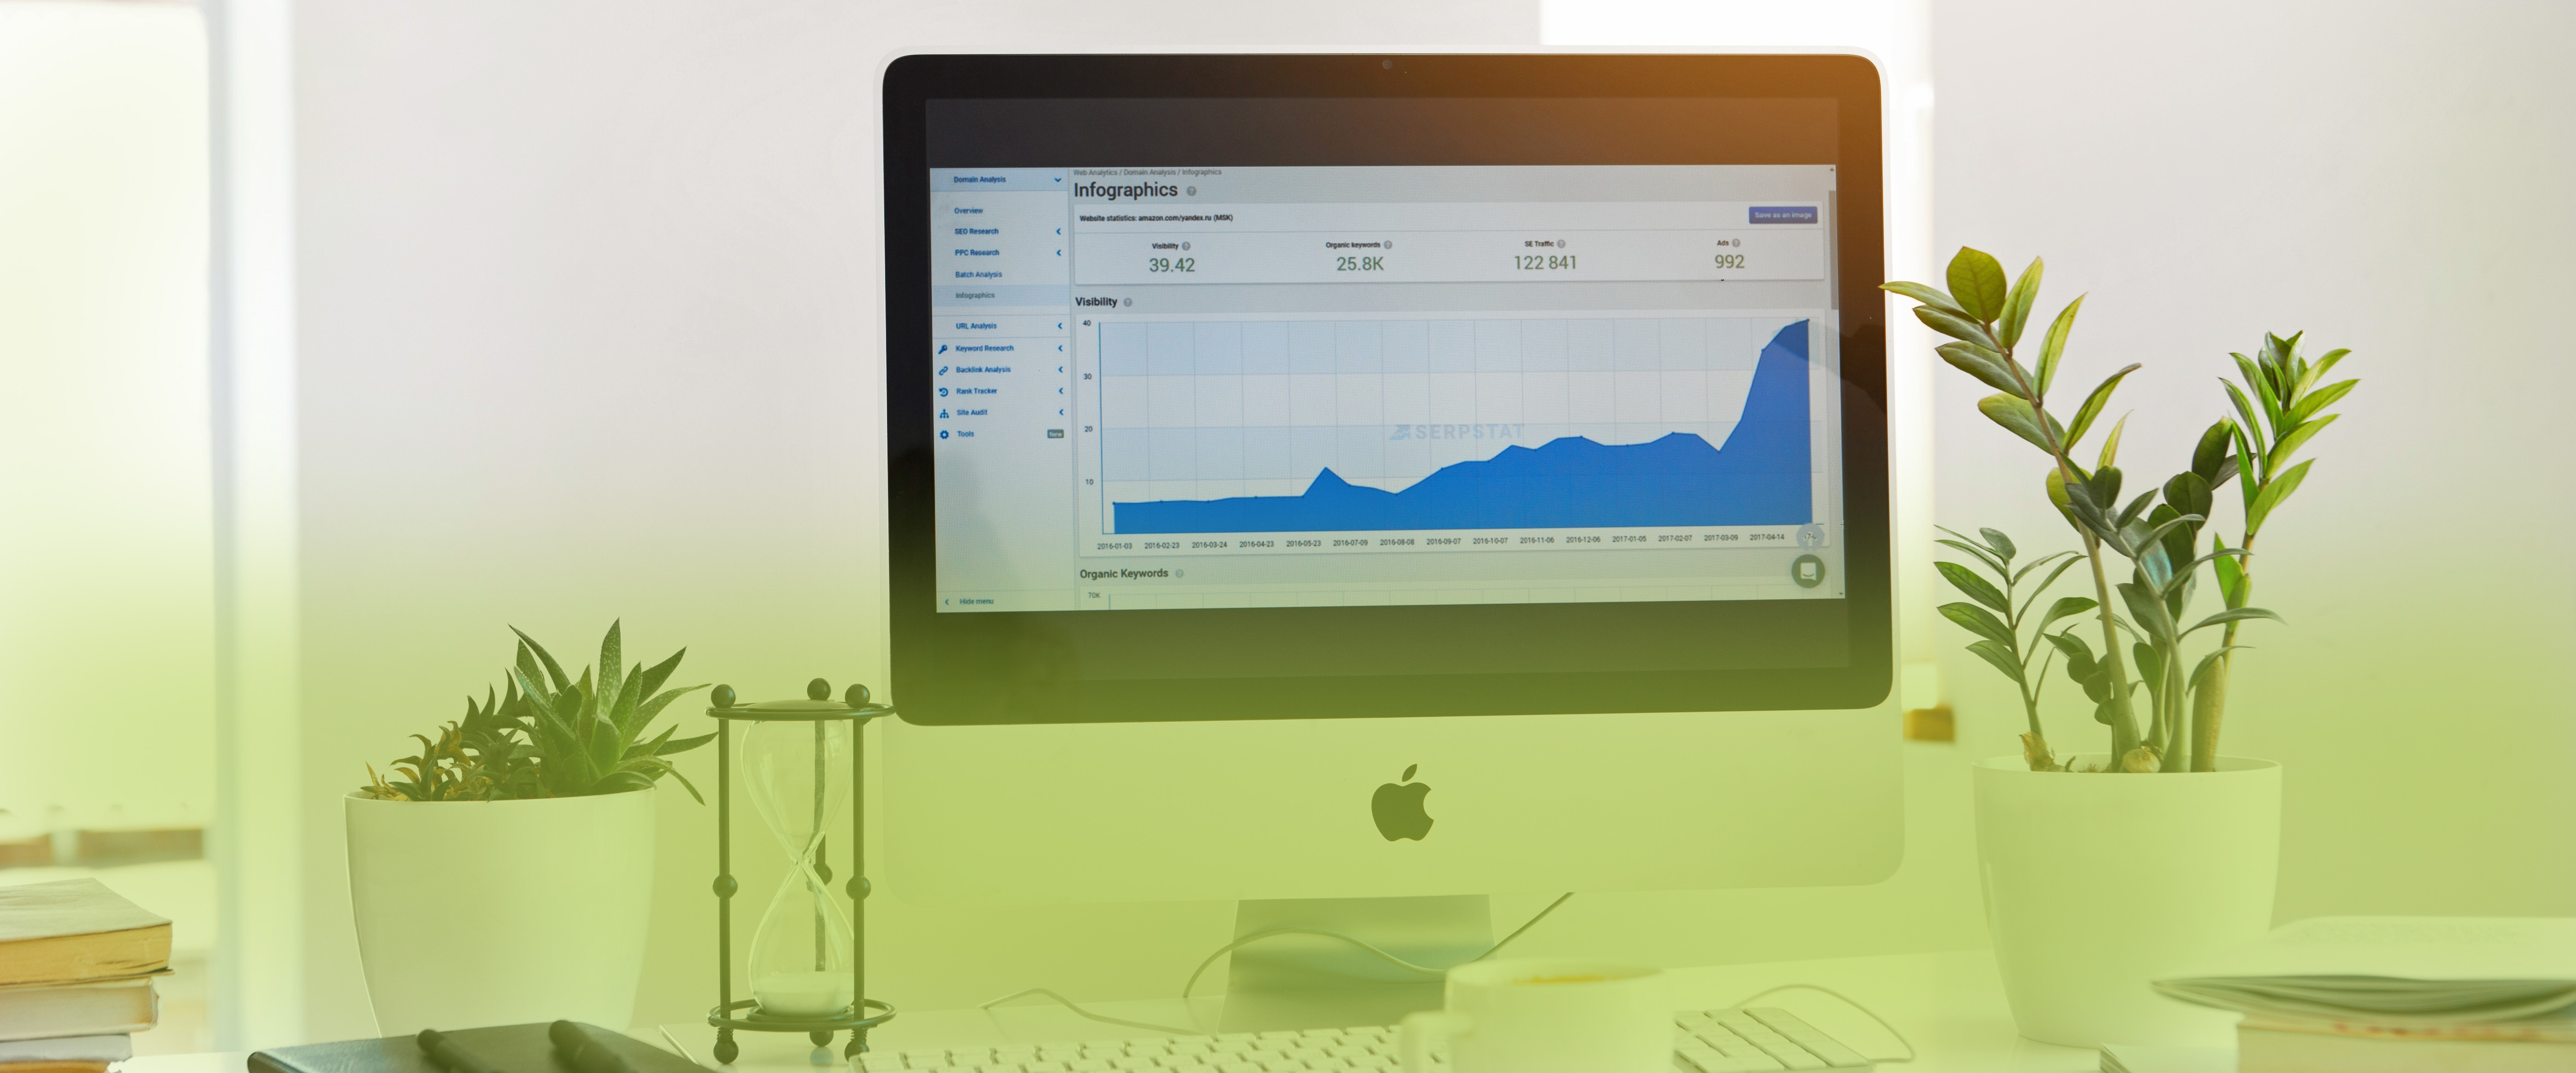 Domain Analysis
Overview
SEO Research
PPC Research
Batch Analysis
Infographics
URL Analysis
Keyword Research
Backlink Analysis
Rank Tracker
Site Audit
Tools
New
Hide menu
Web Analytics / Domain Analysis / Infographics
Infographics
Website statistics: amazon.com/yandex.ru (MSK)
Save as an image
Visibility
39.42
Organic keywords
25.8K
SE Traffic
122 841
Ads
992
Visibility
40
30
20
10
SERPSTAT
2016-01-03 2016-02-23 2016-03-24 2016-04-23 2016-05-23 2016-07-09 2016-08-08 2016-09-07 2016-10-07 2016-11-06 2016-12-06 2017-01-05 2017-02-07 2017-03-09 2017-04-14
Organic Keywords
70K